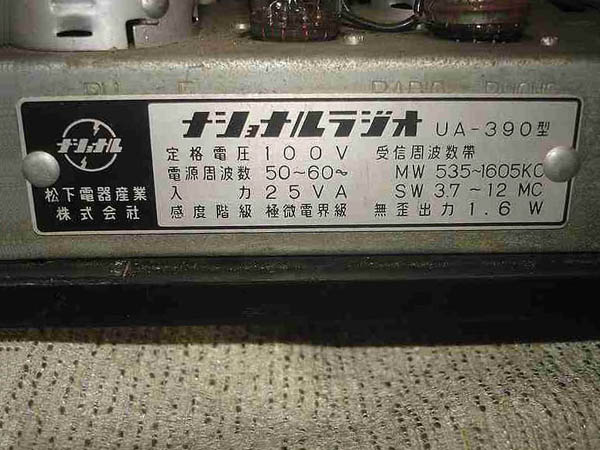 PU E RADIO PHONO
ナショナルラジオ UA-390型
定格電圧 100V 受信周波数帯
電源周波数 50~60~ MW 535~1605KC
入力 25VA SW 3.7~12 MC
感度階級 極微電界級 無歪出力 1.6 W
ナショナル
松下電器産業
株式会社